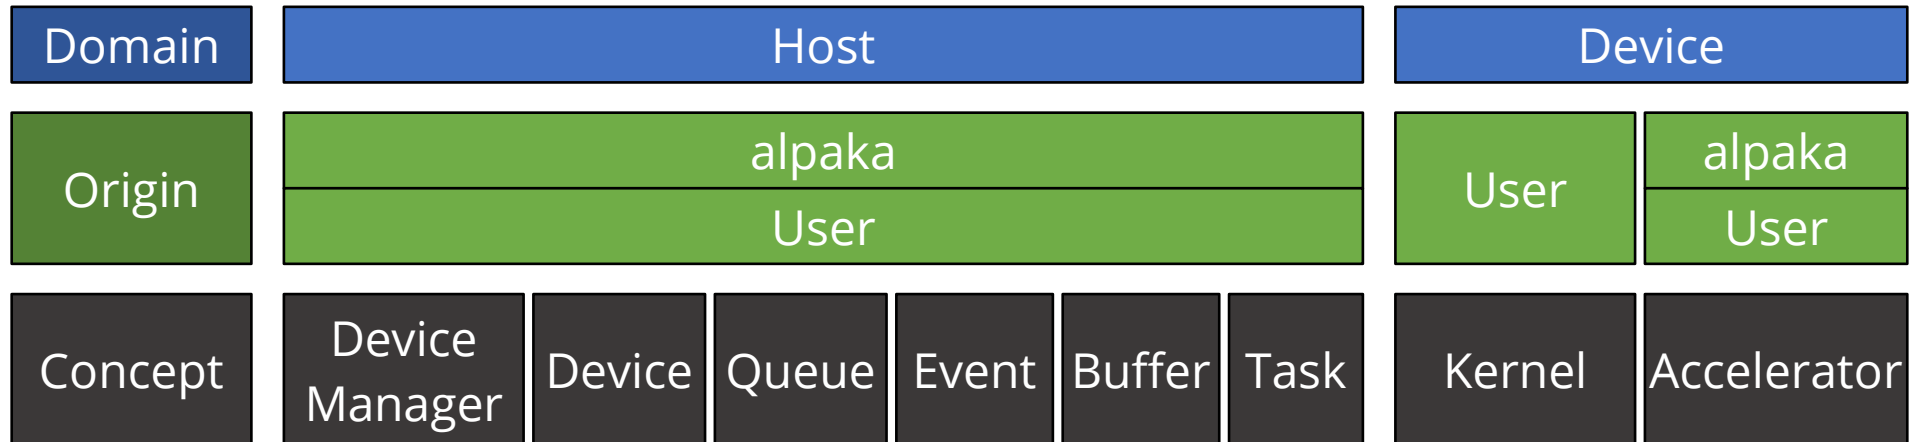 Domain
Host
Device
Origin
alpaka
User
User
alpaka
User
Concept
Device
Manager
Device
Queue
Event
Buffer
Task
Kernel
Accelerator